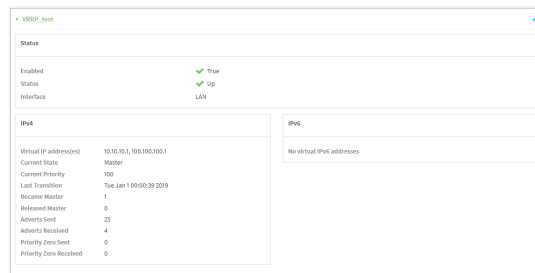 VRRP_test
Status
Enabled True
Status Up
Interface LAN
IPv4
Virtual IP address(es) 10.10.10.1, 100.100.100.1
Current State Master
Current Priority 100
Last Transition Tue Jan 1 00:00:39 2019
Became Master 1
Released Master 0
Adverts Sent 25
Adverts Received 4
Priority Zero Sent 0
Priority Zero Received 0
IPv6
No virtual IPv6 addresses